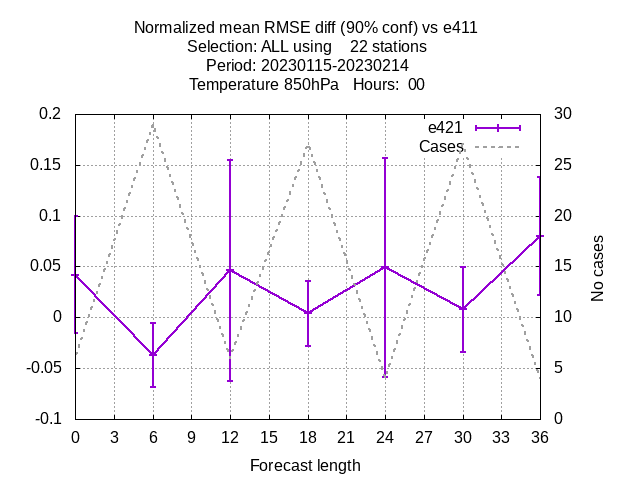 Normalized mean RMSE diff (90% conf) vs e411
Selection: ALL using    22 stations
Period: 20230115-20230214
Temperature 850hPa   Hours:  00
0.2
0.15
0.1
0.05
0
-0.05
-0.1
30
25
20
15
10
5
0
e421
Cases
No cases
0 3 6 9 12 15 18 21 24 27 30 33 36
Forecast length